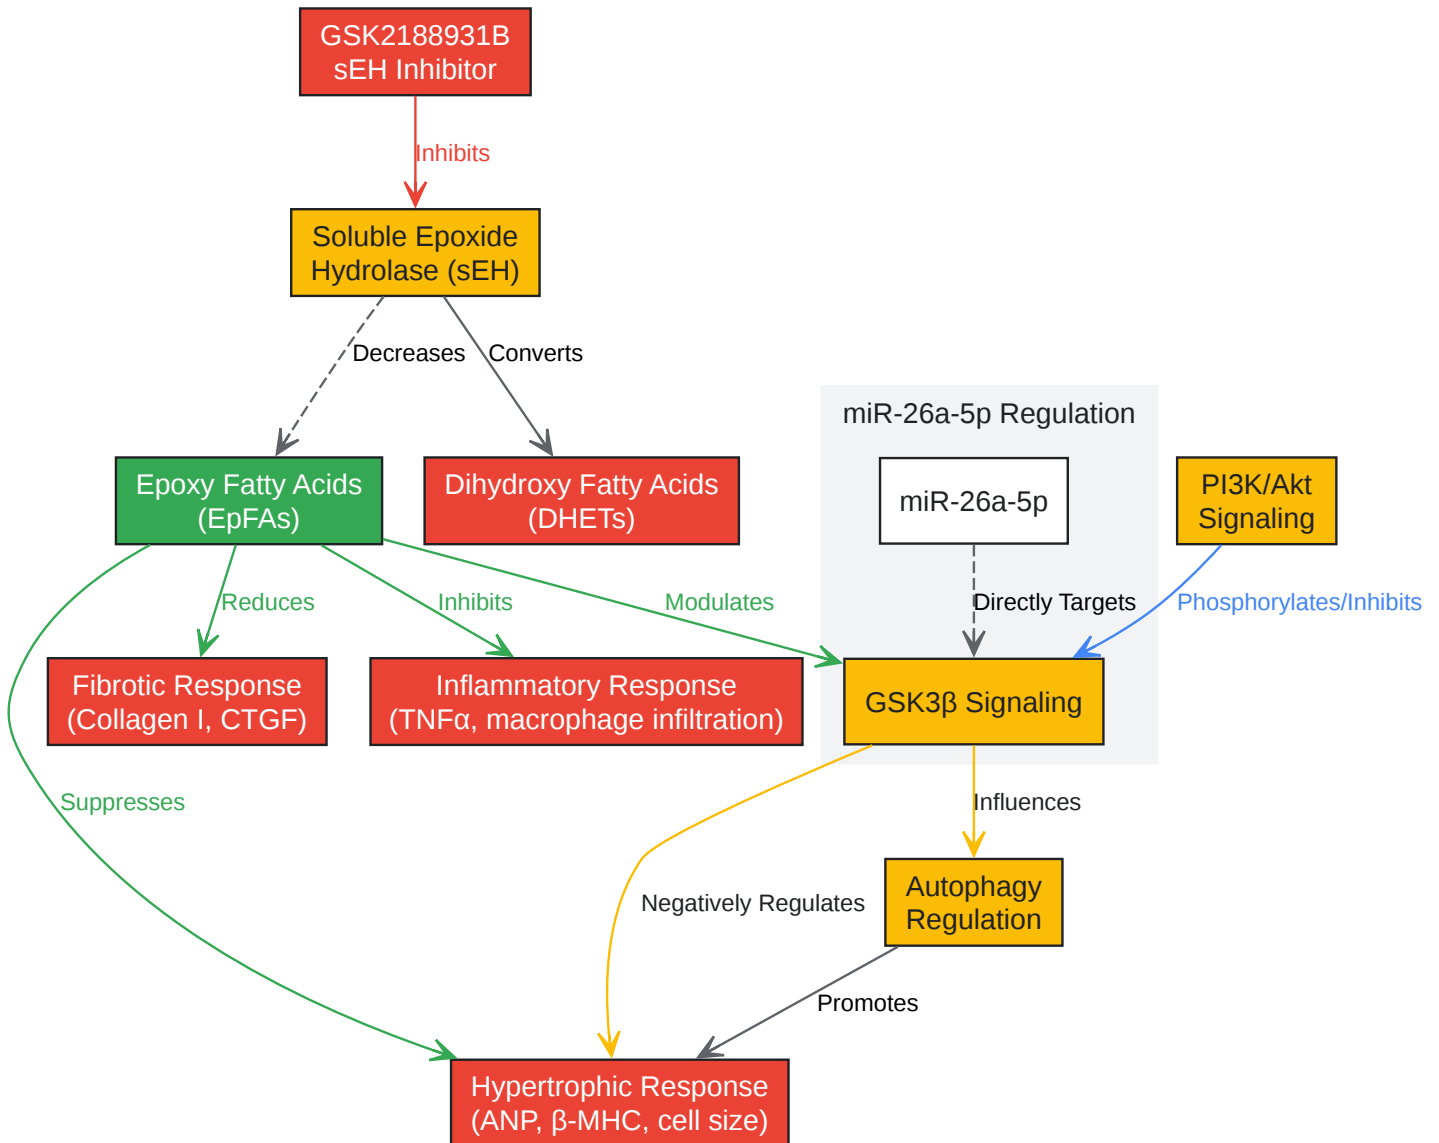 GSK2188931B
sEH Inhibitor
Inhibits
Soluble Epoxide
Hydrolase (sEH)
Decreases
Converts
miR-26a-5p Regulation
Epoxy Fatty Acids
(EpFAs)
Dihydroxy Fatty Acids
(DHETs)
miR-26a-5p
PI3K/Akt
Signaling
Reduces
Inhibits
Modulates
Directly Targets
Phosphorylates/Inhibits
Fibrotic Response
(Collagen I, CTGF)
Inflammatory Response
(TNFα, macrophage infiltration)
GSK3β Signaling
Suppresses
Influences
Negatively Regulates
Autophagy
Regulation
Promotes
Hypertrophic Response
(ANP, β-MHC, cell size)